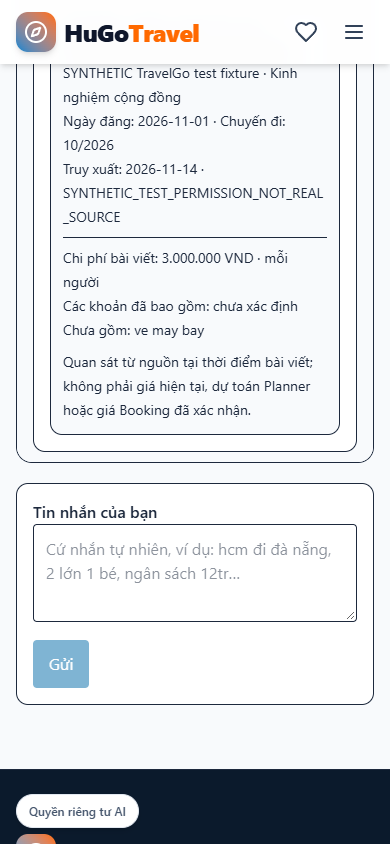 HuGoTravel
SYNTHETIC TravelGo test fixture · Kinh
nghiệm cộng đồng
Ngày đăng: 2026-11-01 · Chuyến đi:
10/2026
Truy xuất: 2026-11-14 ·
SYNTHETIC_TEST_PERMISSION_NOT_REAL
_SOURCE
Chi phí bài viết: 3.000.000 VND · mỗi
người
Các khoản đã bao gồm: chưa xác định
Chưa gồm: ve may bay
Quan sát từ nguồn tại thời điểm bài viết;
không phải giá hiện tại, dự toán Planner
hoặc giá Booking đã xác nhận.
Tin nhắn của bạn
Cứ nhắn tự nhiên, ví dụ: hcm đi đà nẵng,
2 lớn 1 bé, ngân sách 12tr...
Gửi
Quyền riêng tư AI